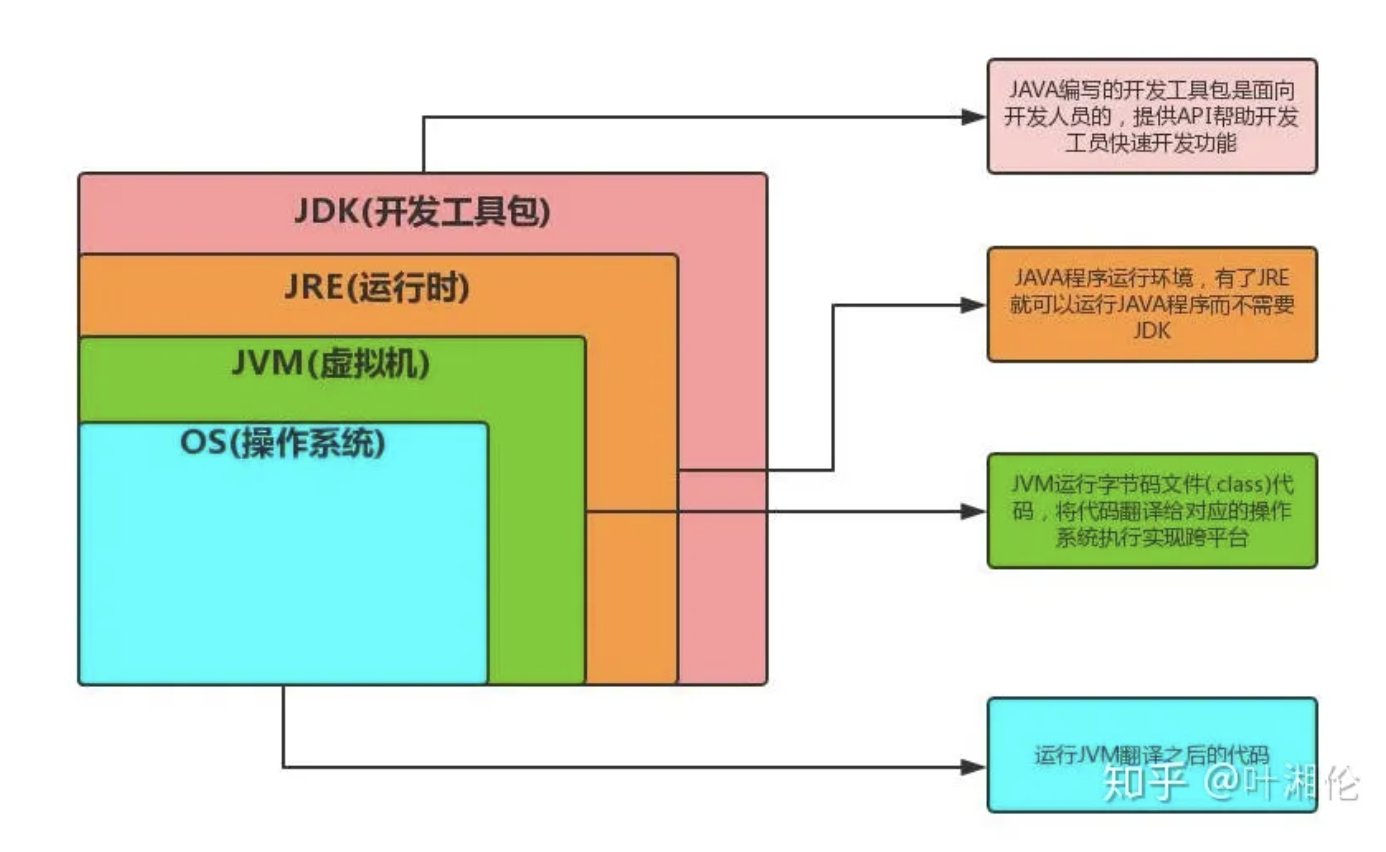 JAVA编写的开发工具包是面向
开发人员的，提供API帮助开发
工员快速开发功能
JDK(开发工具包)
JRE(运行时)
JAVA程序运行环境，有了JRE
就可以运行JAVA程序而不需要
JDK
JVM(虚拟机)
OS(操作系统)
JVM运行字节码文件(.class)代
码，将代码翻译给对应的操作
系统执行实现跨平台
运行JVM翻译之后的代码
知乎 @叶湘伦